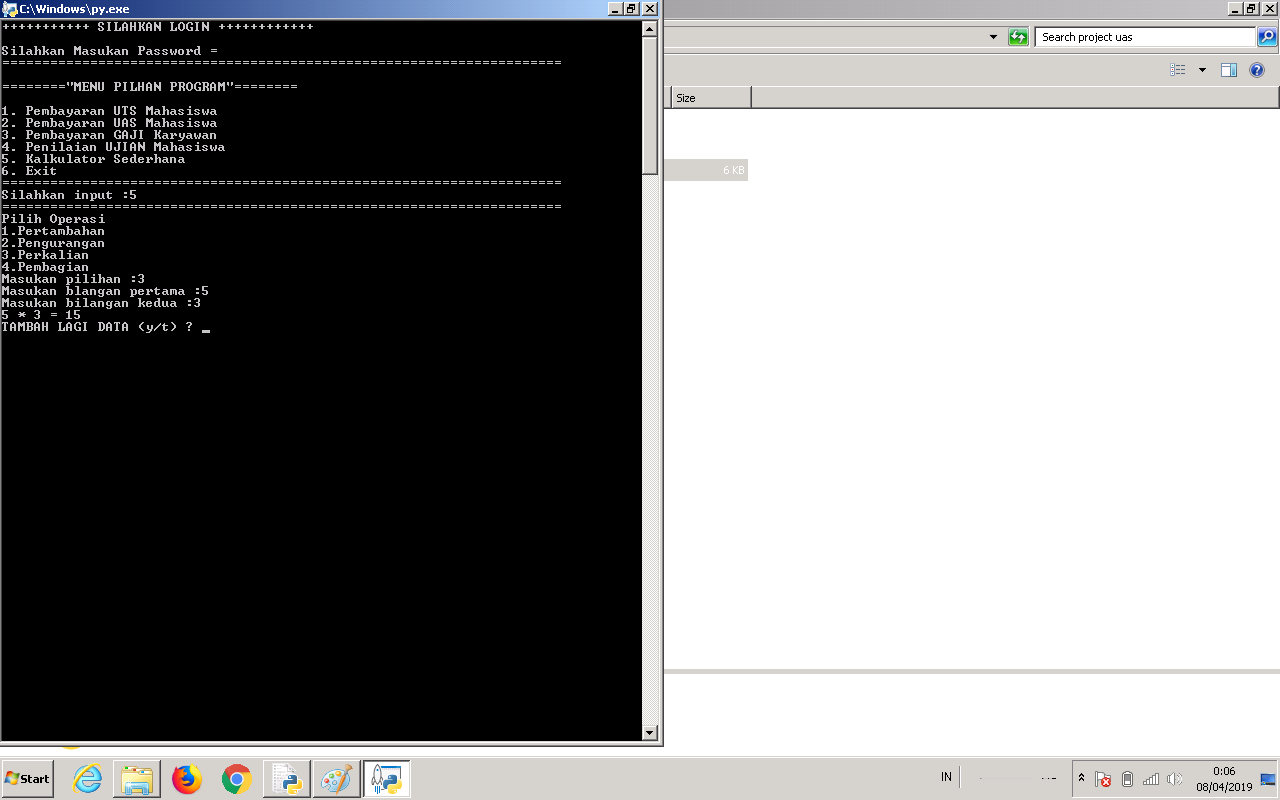 C:\Windows\py.exe
+++++++++++ SILAHKAN LOGIN ++++++++++++
Silahkan Masukan Password =
======================================================================
========"MENU PILHAN PROGRAM"========
1. Pembayaran UTS Mahasiswa
2. Pembayaran UAS Mahasiswa
3. Pembayaran GAJI Karyawan
4. Penilaian UJIAN Mahasiswa
5. Kalkulator Sederhana
6. Exit
======================================================================
Silahkan input :5
======================================================================
Pilih Operasi
1.Pertambahan
2.Pengurangan
3.Perkalian
4.Pembagian
Masukan pilihan :3
Masukan blangan pertama :5
Masukan bilangan kedua :3
5 * 3 = 15
TAMBAH LAGI DATA (y/t) ? _
Search project uas
Size
6 KB
Start
IN
0:06
08/04/2019